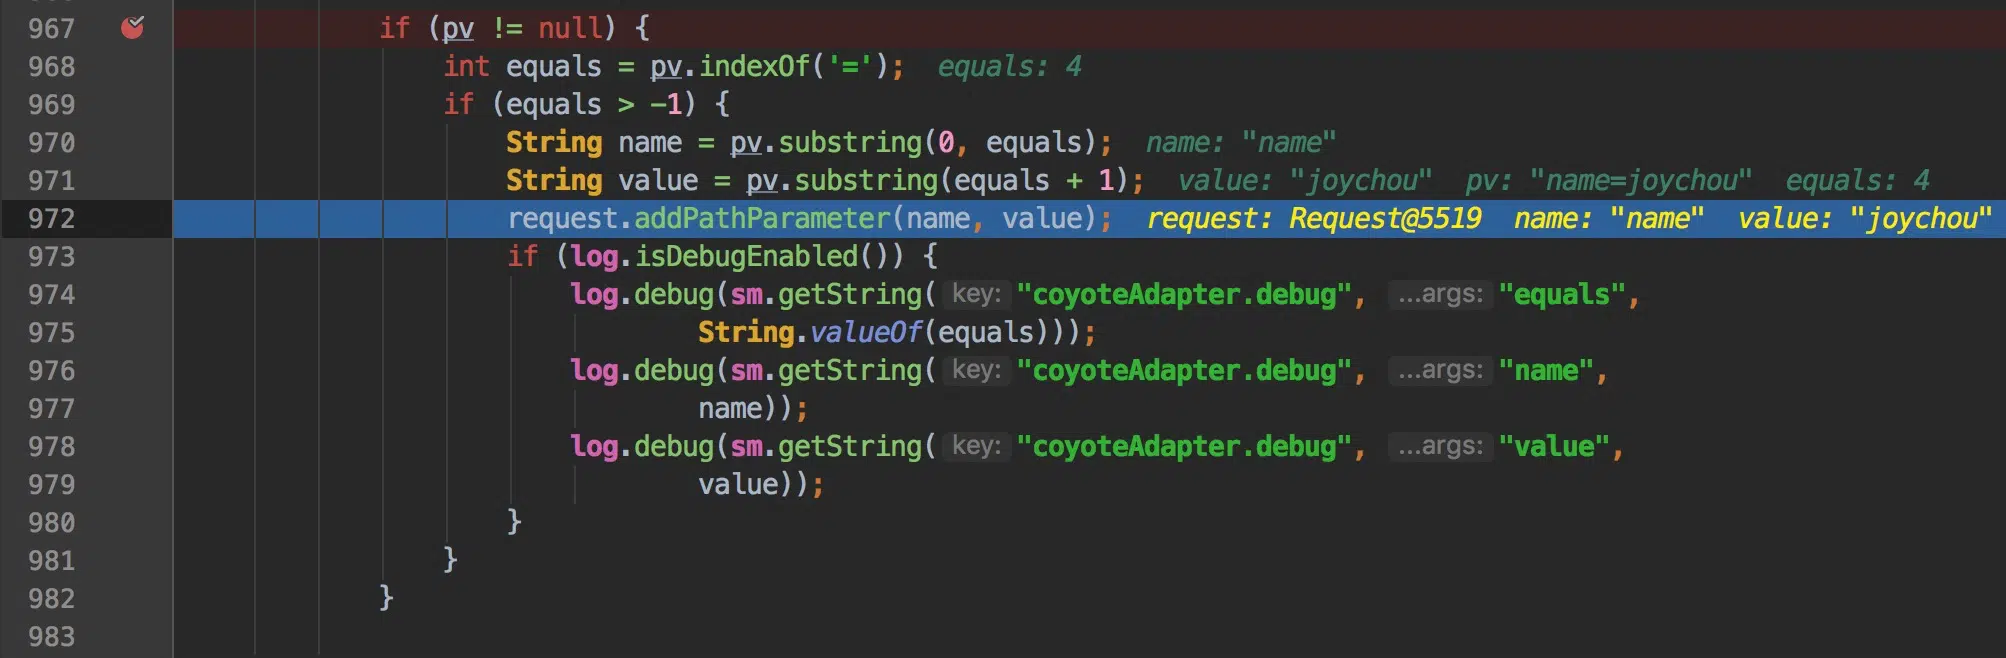 967 if (pv != null) {
968 int equals = pv.indexOf('='); equals: 4
969 if (equals > -1) {
970 String name = pv.substring(0, equals); name: "name"
971 String value = pv.substring(equals + 1); value: "joychou" pv: "name=joychou" equals: 4
972 request.addPathParameter(name, value); request: Request@5519 name: "name" value: "joychou"
973 if (log.isDebugEnabled()) {
974 log.debug(sm.getString( key: "coyoteAdapter.debug", ...args: "equals",
975 String.valueOf(equals)));
976 log.debug(sm.getString( key: "coyoteAdapter.debug", ...args: "name",
977 name));
978 log.debug(sm.getString( key: "coyoteAdapter.debug", ...args: "value",
979 value));
980 }
981 }
982 }
983